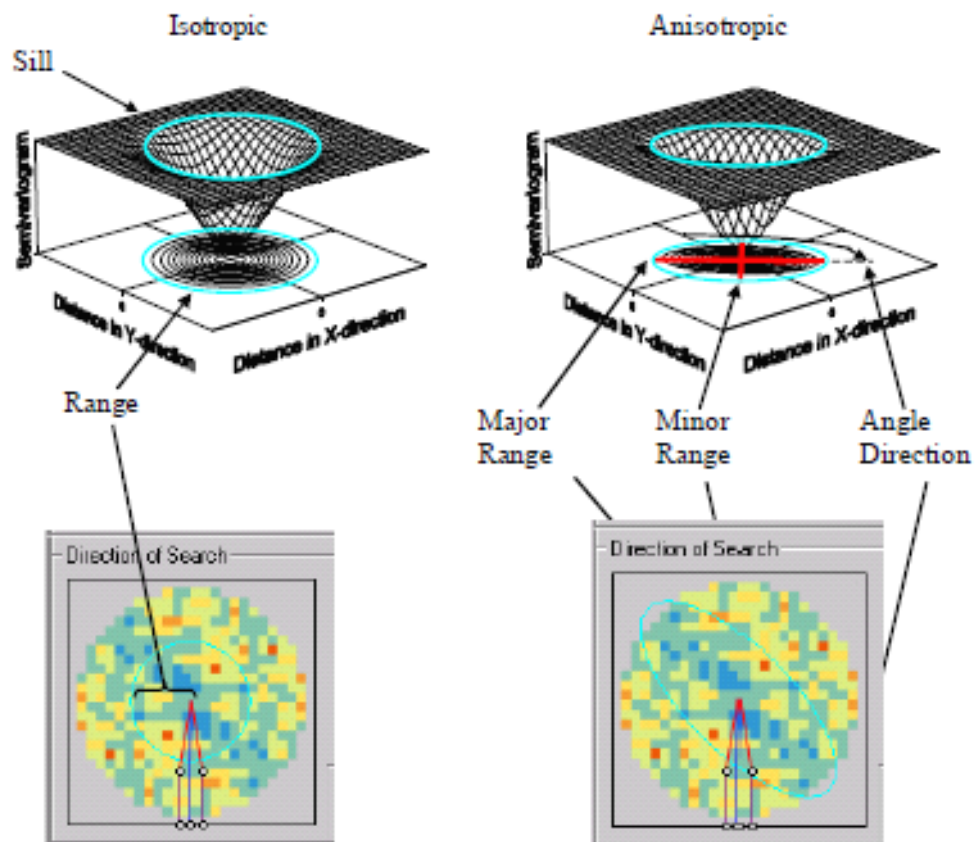 Isotropic
Anisotropic
Sill
Semivariogram
Distance in Y-direction
Distance in X-direction
Semivariogram
Distance in Y-direction
Distance in X-direction
Range
Major
Range
Minor
Range
Angle
Direction
Direction of Search
Direction of Search